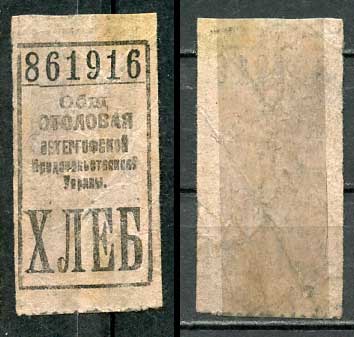 861916
Общ
СТОЛОВАЯ
ПЕТЕРГОФСКОЙ
Продовольственной
Управы.
ХЛЕБ